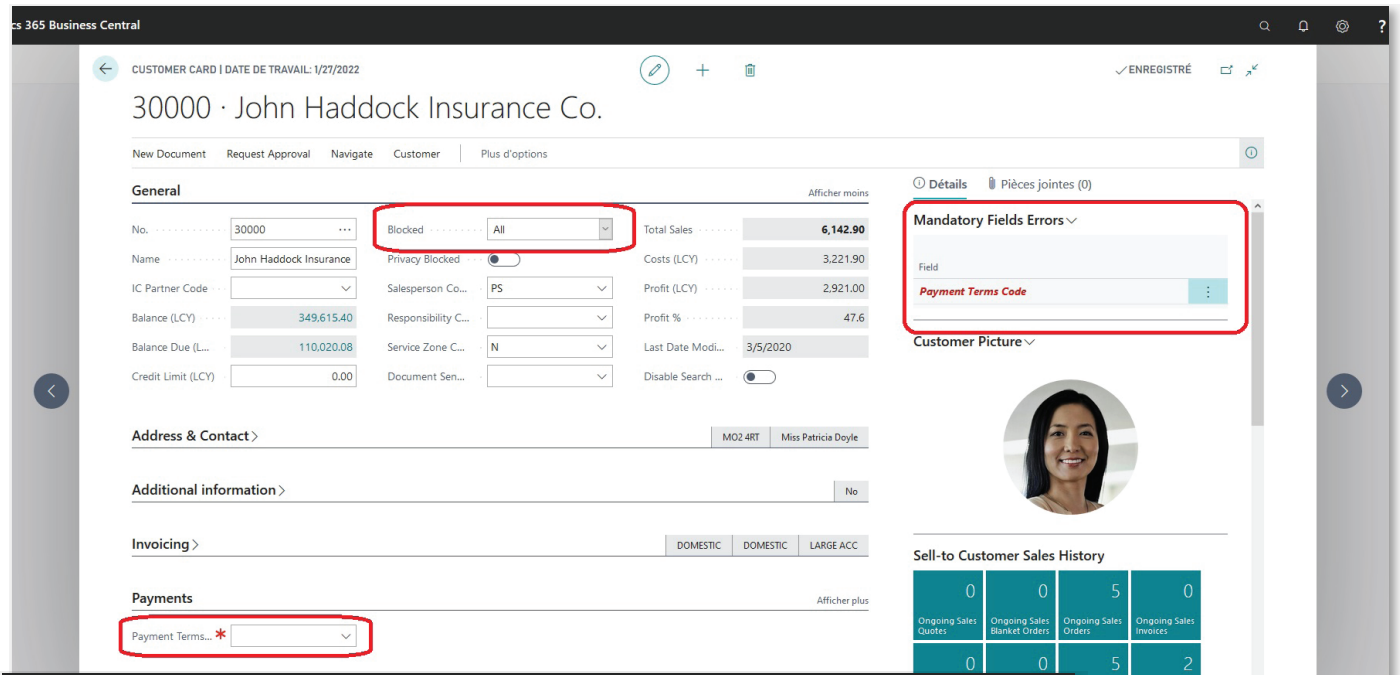 cs 365 Business Central
?
CUSTOMER CARD | DATE DE TRAVAIL: 1/27/2022
ENREGISTRÉ
30000 · John Haddock Insurance Co.
New Document Request Approval Navigate Customer Plus d'options
General
Afficher moins
No. 30000 ...
Name John Haddock Insurance
IC Partner Code
Balance (LCY) 349,615.40
Balance Due (L... 110,020.08
Credit Limit (LCY) 0.00
Blocked All
Privacy Blocked
Salesperson Co... PS
Responsibility C...
Service Zone C... N
Document Sen...
Total Sales 6,142.90
Costs (LCY) 3,221.90
Profit (LCY) 2,921.00
Profit % 47.6
Last Date Modi... 3/5/2020
Disable Search ...
Address & Contact
MO2 4RT Miss Patricia Doyle
Additional information
No
Invoicing
DOMESTIC DOMESTIC LARGE ACC
Payments
Afficher plus
Payment Terms... *
Détails Pièces jointes (0)
Mandatory Fields Errors
Field
Payment Terms Code
Customer Picture
Sell-to Customer Sales History
0
Ongoing Sales
Quotes
0
Ongoing Sales
Blanket Orders
5
Ongoing Sales
Orders
0
Ongoing Sales
Invoices
0 0 5 2